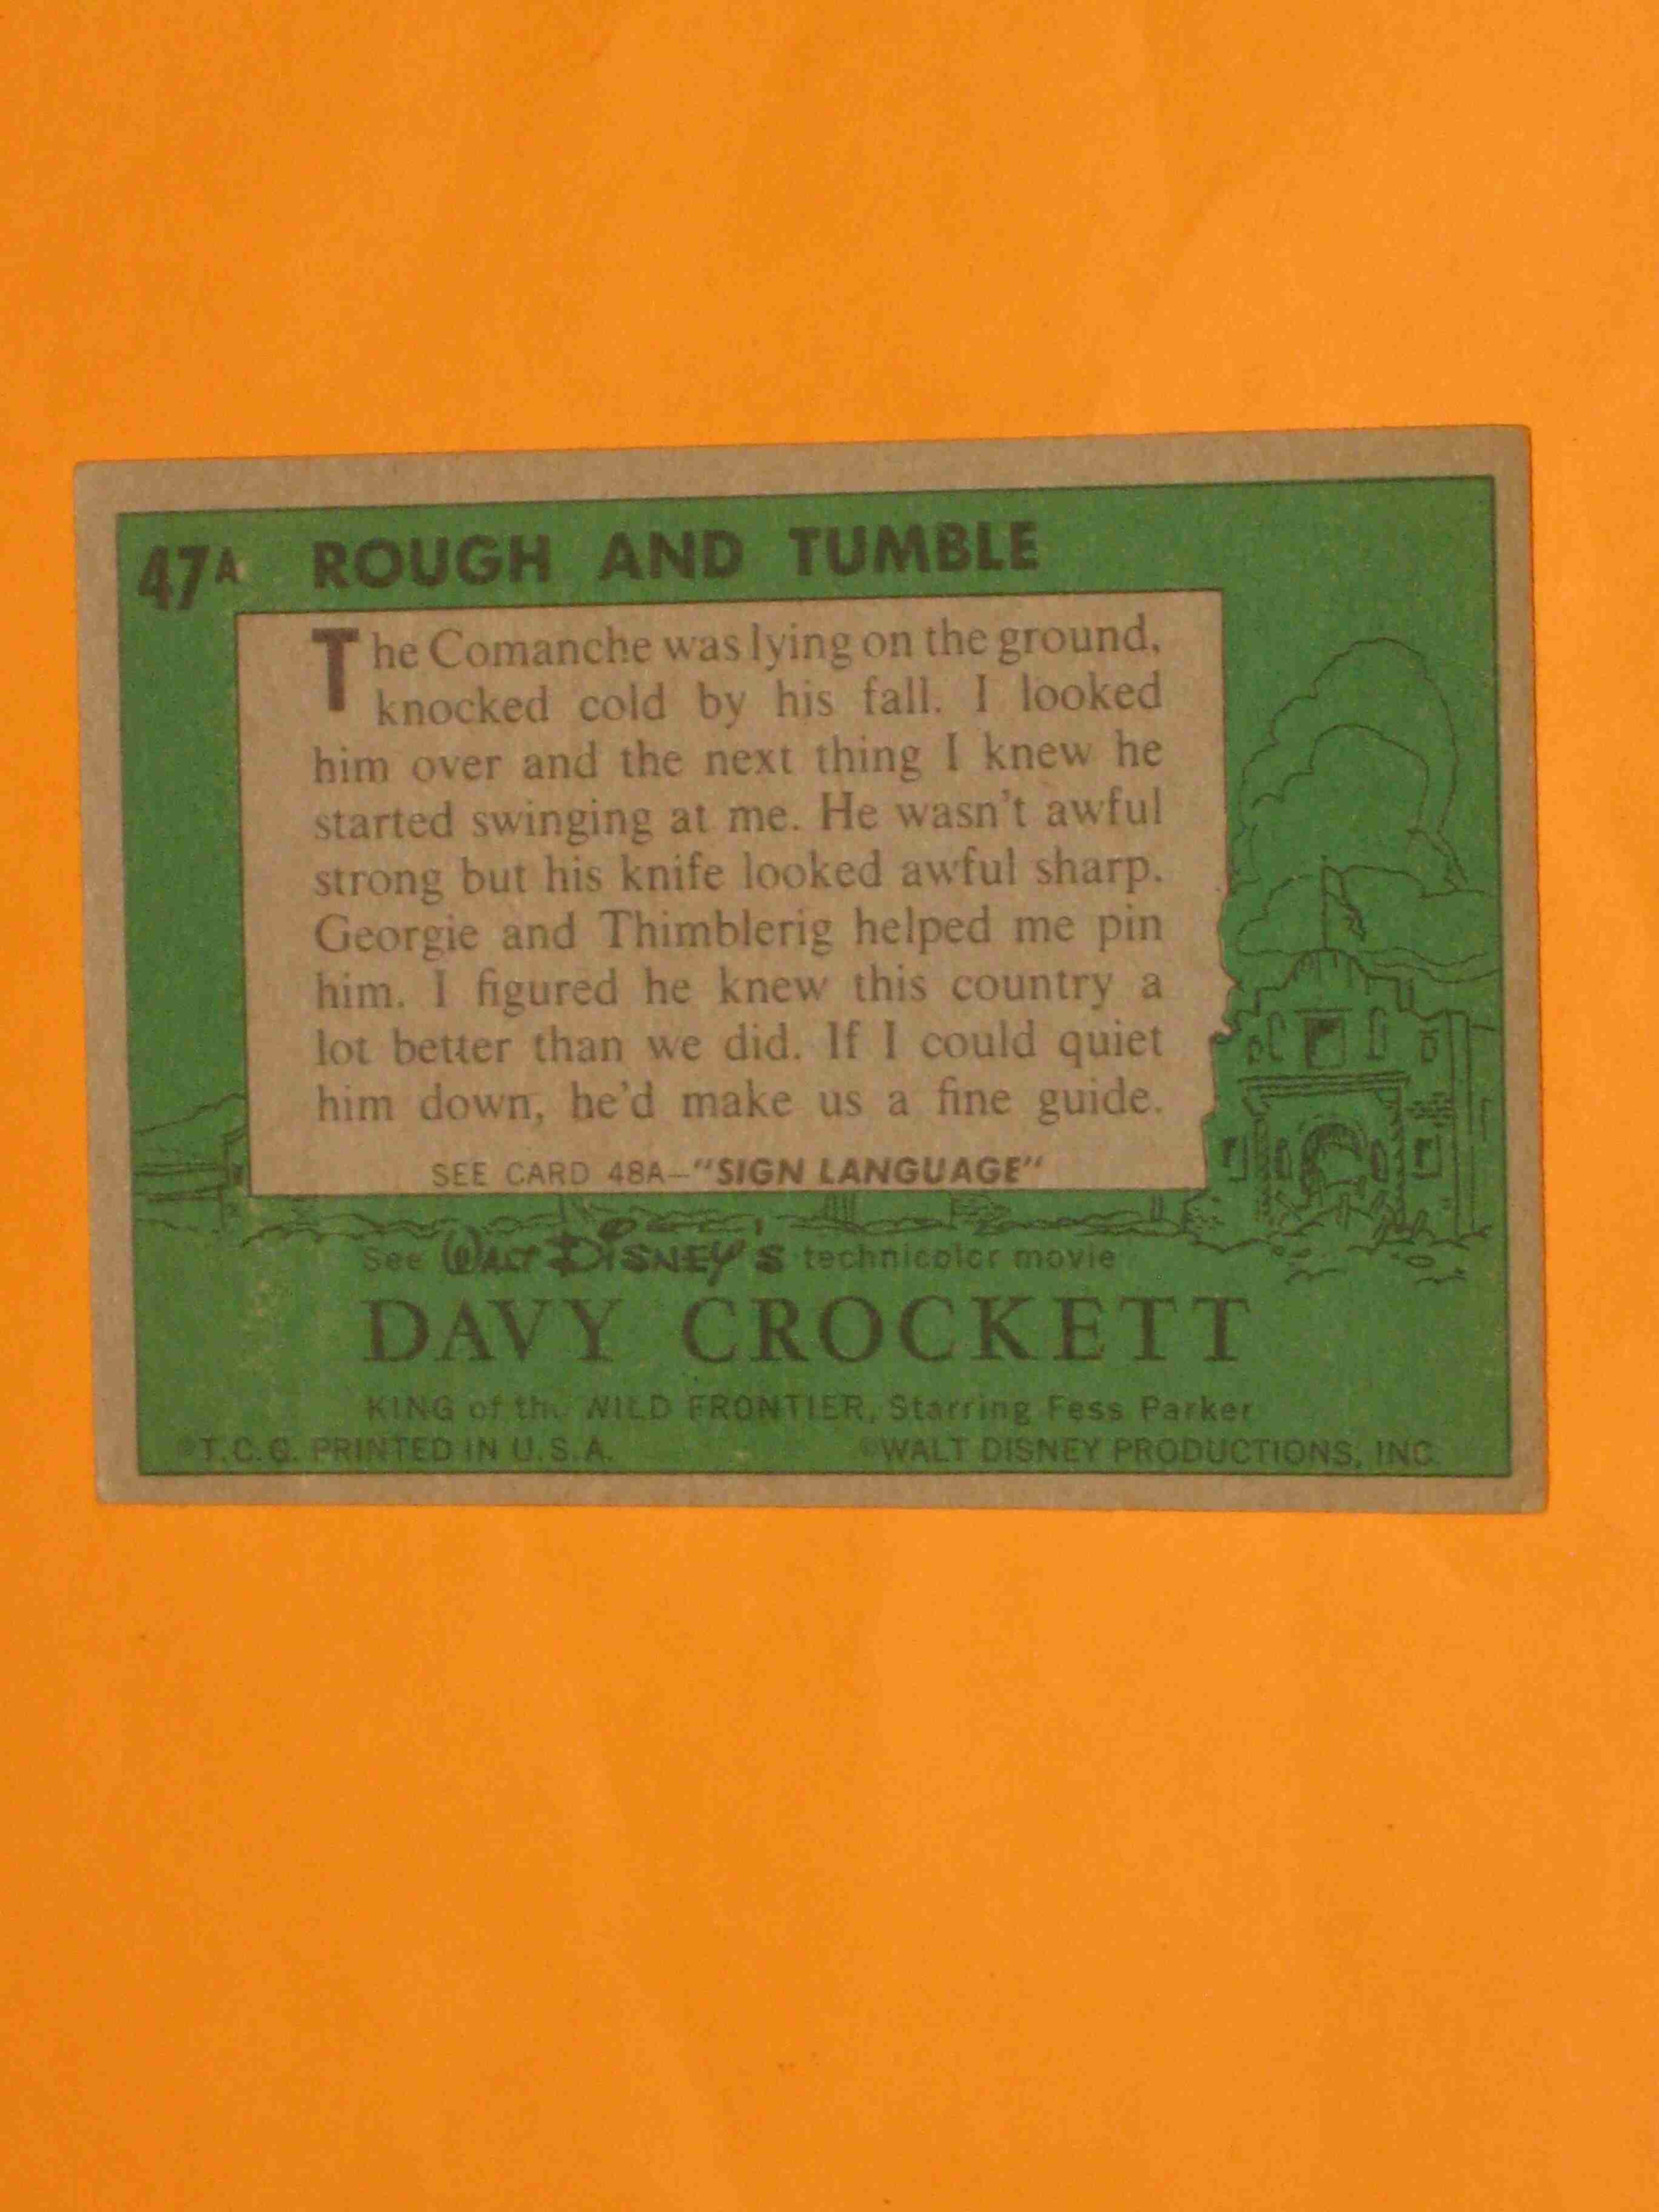 47A ROUGH AND TUMBLE
The Comanche was lying on the ground,
knocked cold by his fall. I looked
him over and the next thing I knew he
started swinging at me. He wasn't awful
strong but his knife looked awful sharp.
Georgie and Thimblerig helped me pin
him. I figured he knew this country a
lot better than we did. If I could quiet
him down, he'd make us a fine guide.
SEE CARD 48A—"SIGN LANGUAGE"
See WALT DISNEY'S technicolor movie
DAVY CROCKETT
KING of the WILD FRONTIER, Starring Fess Parker
©T.C.G. PRINTED IN U.S.A. ©WALT DISNEY PRODUCTIONS, INC.